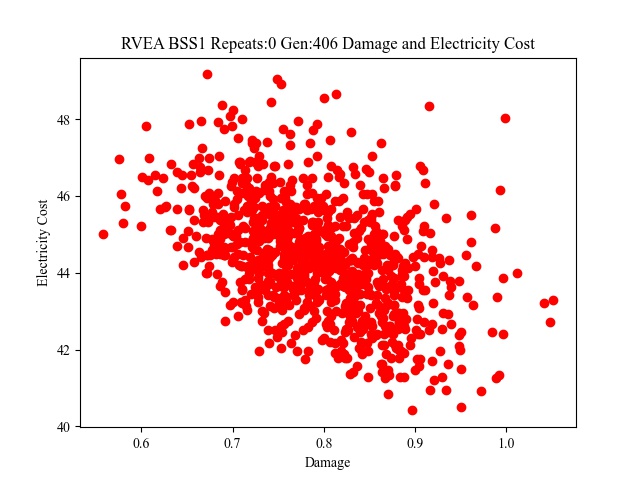 RVEA BSS1 Repeats:0 Gen:406 Damage and Electricity Cost
48
46
44
42
40
Electricity Cost
0.6 0.7 0.8 0.9 1.0
Damage